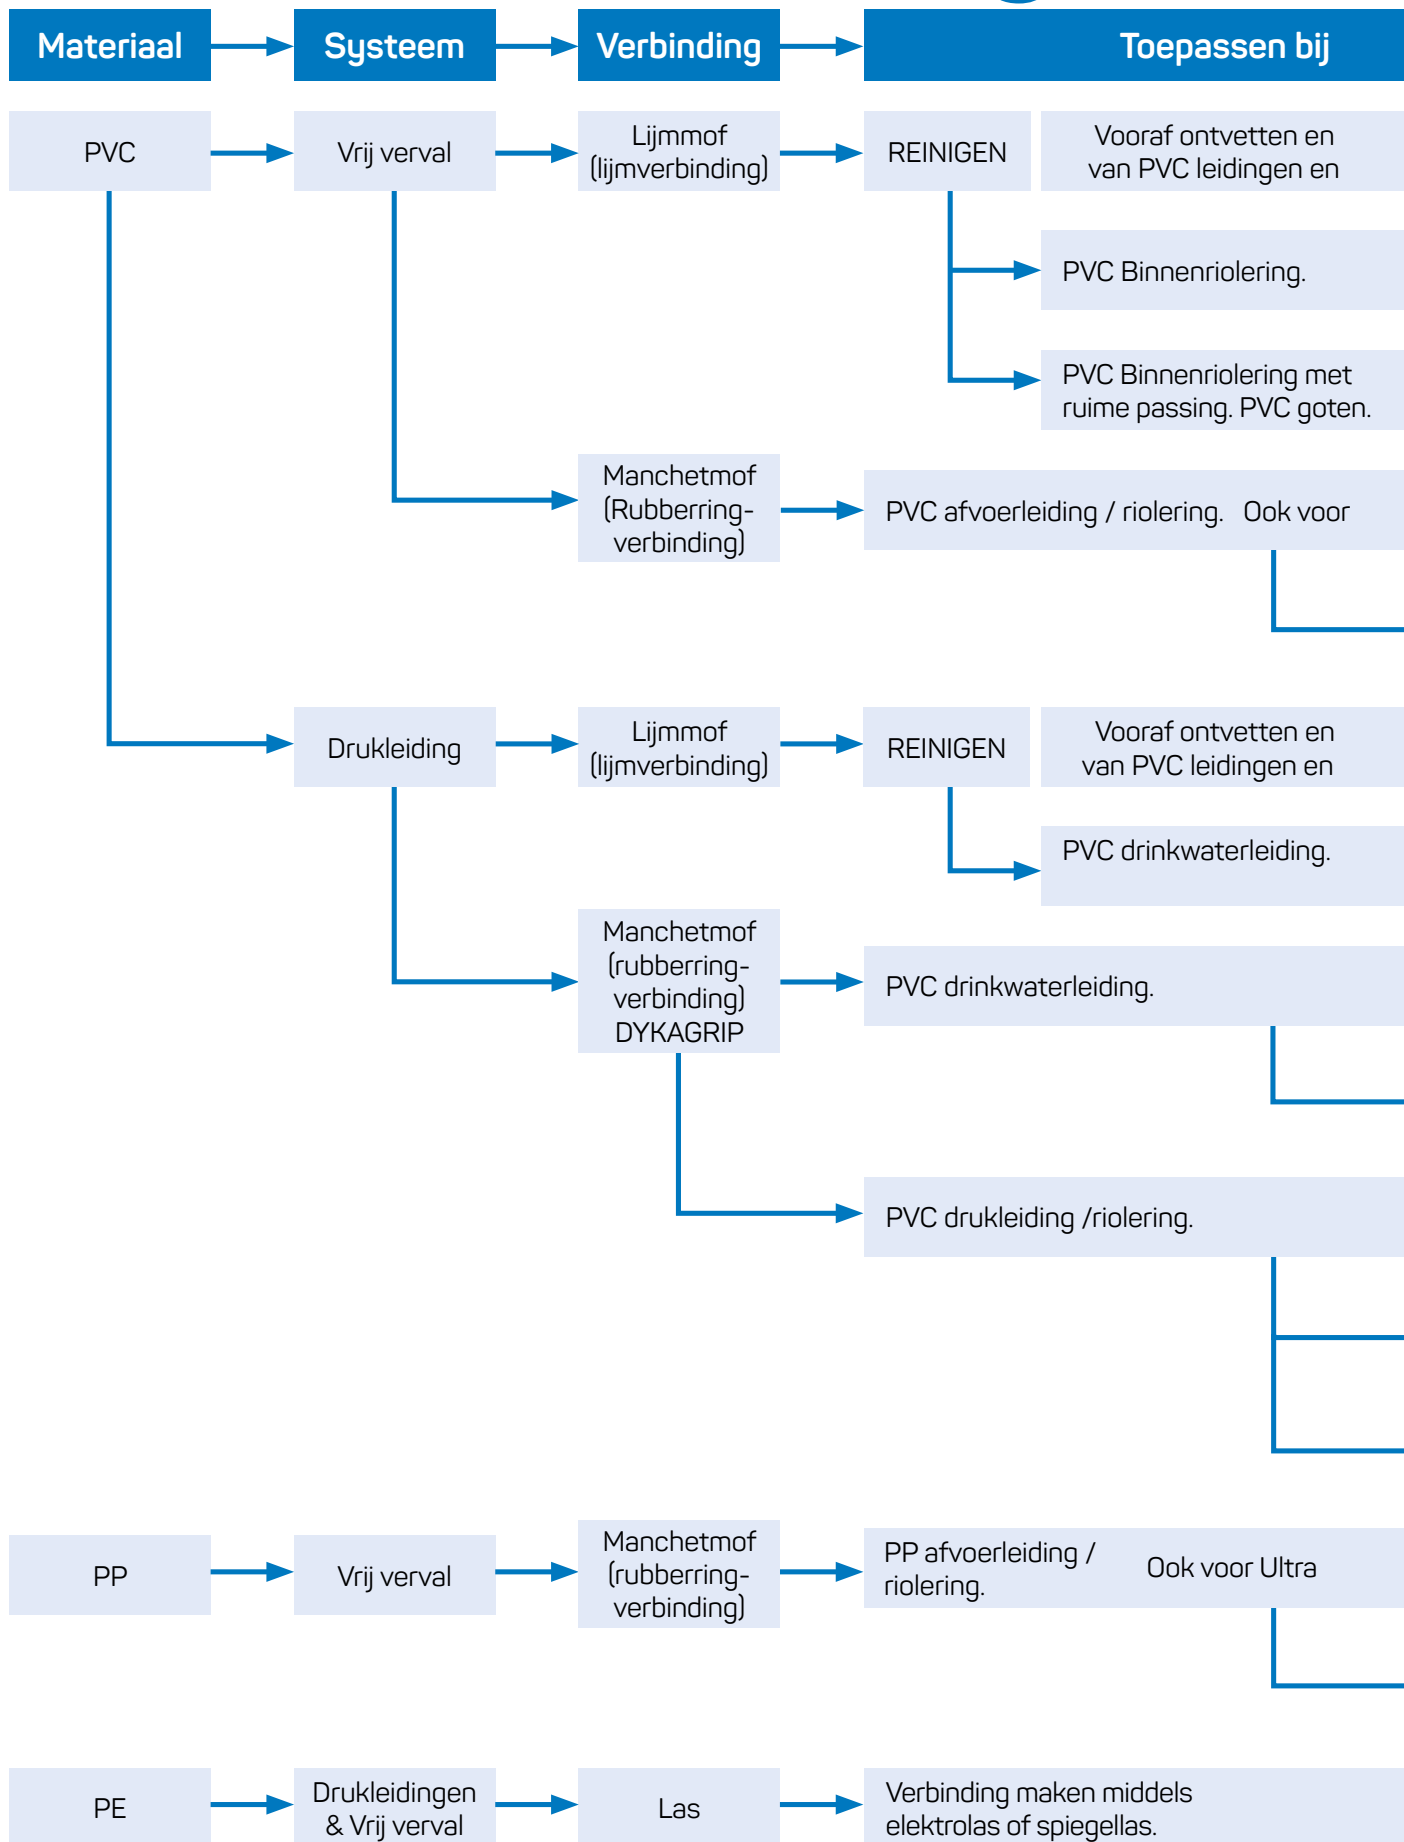 Materiaal
Systeem
Verbinding
Toepassen bij
PVC
Vrij verval
Lijmmof
(lijmverbinding)
REINIGEN
Vooraf ontvetten en
van PVC leidingen en
PVC Binnenriolering.
PVC Binnenriolering met
ruime passing. PVC goten.
Manchetmof
(Rubberring-
verbinding)
PVC afvoerleiding / riolering. Ook voor
Drukleiding
Lijmmof
(lijmverbinding)
REINIGEN
Vooraf ontvetten en
van PVC leidingen en
PVC drinkwaterleiding.
Manchetmof
(rubberring-
verbinding)
DYKAGRIP
PVC drinkwaterleiding.
PVC drukleiding /riolering.
PP
Vrij verval
Manchetmof
(rubberring-
verbinding)
PP afvoerleiding /
riolering.
Ook voor Ultra
PE
Drukleidingen
& Vrij verval
Las
Verbinding maken middels
elektrolas of spiegellas.